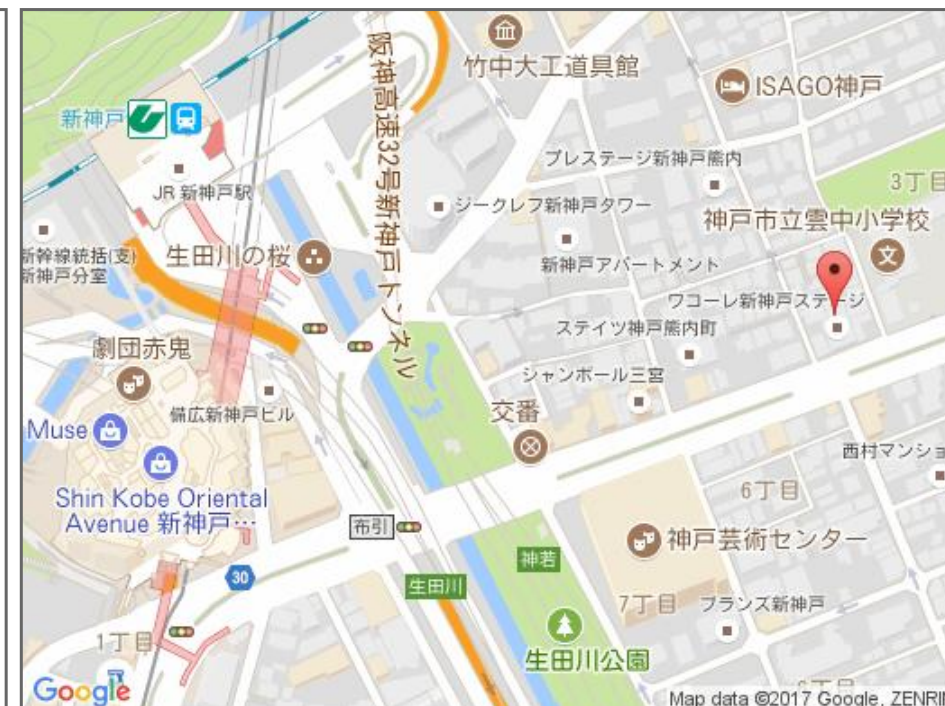 竹中大工道具館
ISAGO神戸
阪神高速32号新神戸トンネル
新神戸
プレステージ新神戸熊内
3丁目
JR 新神戸駅
ジークレフ新神戸タワー
神戸市立雲中小学校
文
新幹線統括(支)
新神戸分室
生田川の桜
新神戸アパートメント
ワコーレ新神戸ステージ
ステイツ神戸熊内町
劇団赤鬼
シャンボール三宮
備広新神戸ビル
交番
Muse
西村マンショ
Shin Kobe Oriental
Avenue 新神戸…
6丁目
布引
神戸芸術センター
神若
30
生田川
7丁目
ブランズ新神戸
1丁目
生田川公園
Google
Map data ©2017 Google, ZENRIN